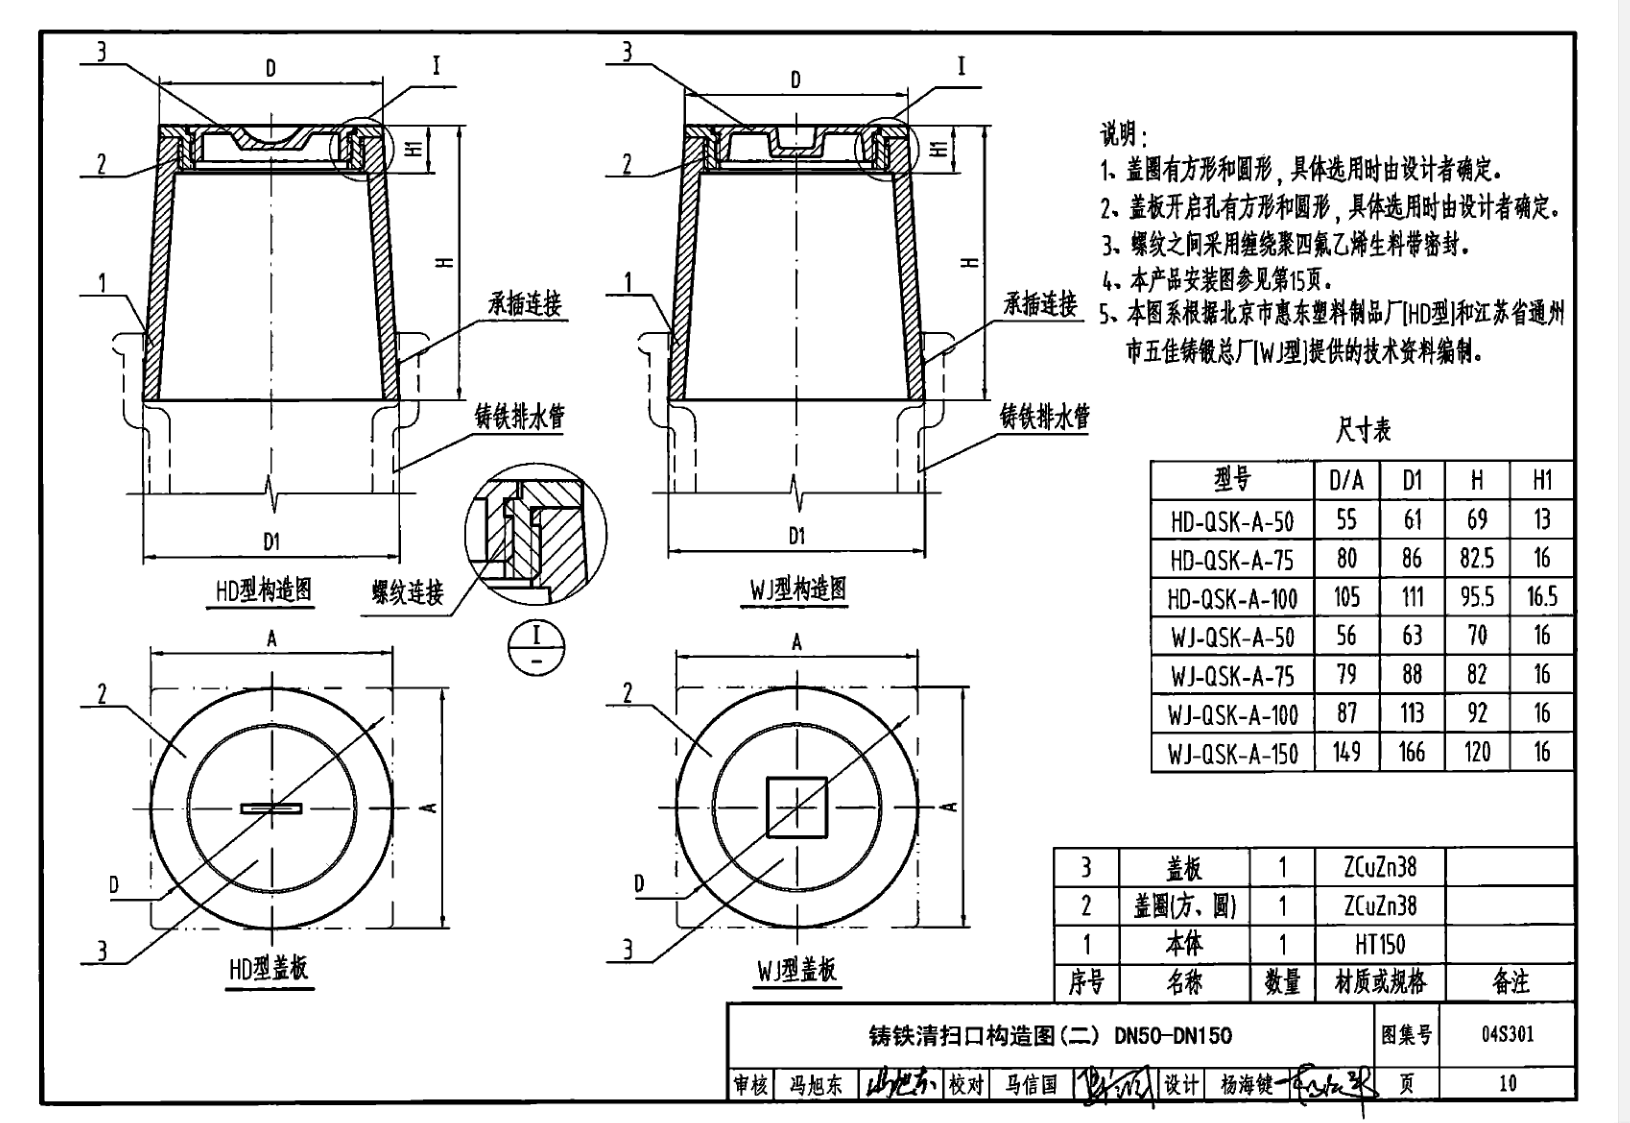 3
D
I
H1
2
H
1
承插连接
铸铁排水管
D1
HD型构造图
3
D
I
H1
2
H
1
承插连接
铸铁排水管
D1
WJ型构造图
螺纹连接
I
-
A
2
A
D
3
HD型盖板
A
2
A
D
3
WJ型盖板
说明:
1、盖圈有方形和圆形,具体选用时由设计者确定。
2、盖板开启孔有方形和圆形,具体选用时由设计者确定。
3、螺纹之间采用缠绕聚四氟乙烯生料带密封。
4、本产品安装图参见第15页。
5、本图系根据北京市惠东塑料制品厂[HD型]和江苏省通州
市五佳铸锻总厂[WJ型]提供的技术资料编制。
尺寸表
型号 D/A D1 H H1
HD-QSK-A-50 55 61 69 13
HD-QSK-A-75 80 86 82.5 16
HD-QSK-A-100 105 111 95.5 16.5
WJ-QSK-A-50 56 63 70 16
WJ-QSK-A-75 79 88 82 16
WJ-QSK-A-100 87 113 92 16
WJ-QSK-A-150 149 166 120 16
3 盖板 1 ZCuZn38
2 盖圈(方、圆) 1 ZCuZn38
1 本体 1 HT150
序号 名称 数量 材质或规格 备注
铸铁清扫口构造图(二) DN50-DN150 图集号 04S301
审核 冯旭东 冯旭东 校对 马信国 设计 杨海键 页 10